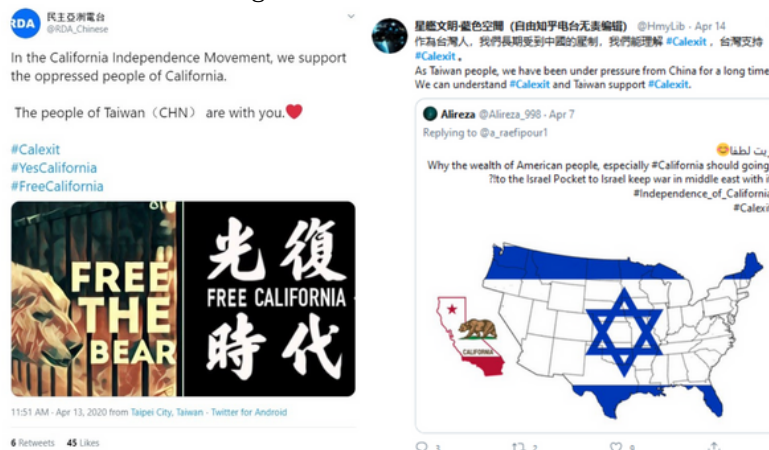 RDA
民主亞洲電台
@RDA_Chinese
In the California Independence Movement, we support
the oppressed people of California.
The people of Taiwan（CHN） are with you.❤
#Calexit
#YesCalifornia
#FreeCalifornia
FREE
THE
BEAR
光復
FREE CALIFORNIA
時代
11:51 AM · Apr 13, 2020 from Taipei City, Taiwan · Twitter for Android
6 Retweets 45 Likes
星艦文明·藍色空間（自由知乎电台无责编辑） @HmyLib · Apr 14
作為台灣人，我們長期受到中國的壓制，我們能理解 #Calexit ，台灣支持
#Calexit 。
As Taiwan people, we have been under pressure from China for a long time
We can understand #Calexit and Taiwan support #Calexit.
Alireza @Alireza_998 · Apr 7
Replying to @a_raefipour1
ريت لطفا
Why the wealth of American people, especially #California should going
?!to the Israel Pocket to Israel keep war in middle east with i
#Independence_of_California
#Calexit
CALIFORNIA
3 2 9